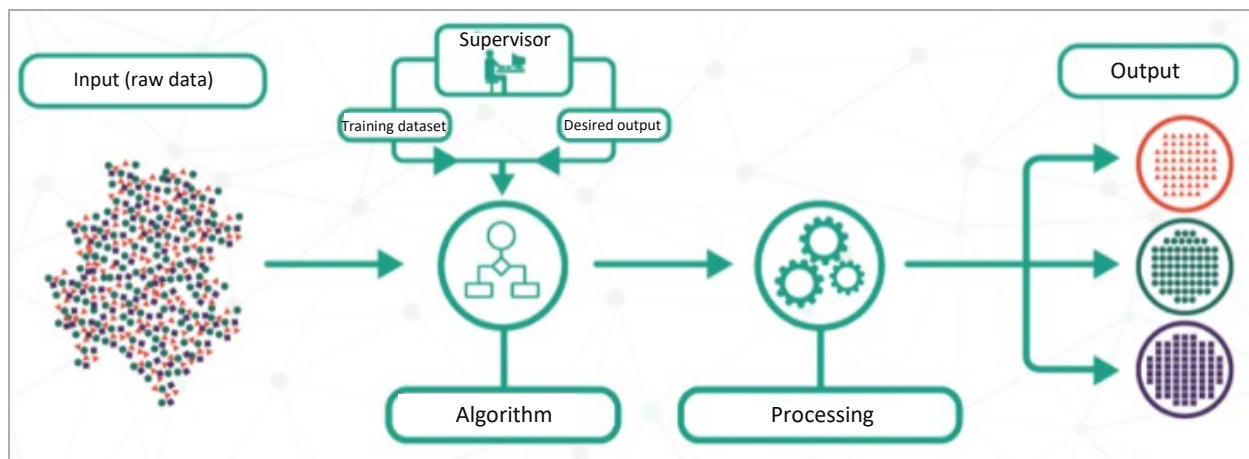 Supervisor
Input (raw data)
Output
Training dataset
Desired output
Algorithm
Processing